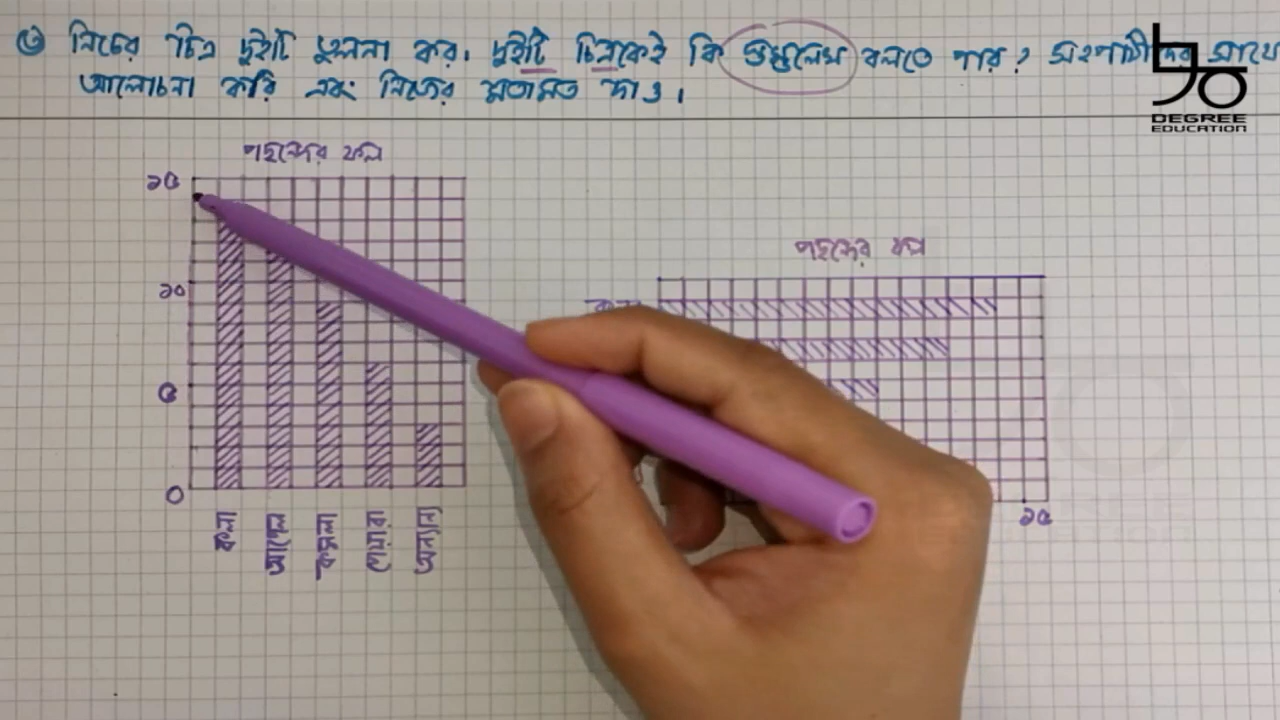 ৩ নিচের চিত্র দুইটি তুলনা কর। দুইটি চিত্রকেই কি স্তম্ভলেখ বলতে পার? সহপাঠীদের সাথে
আলোচনা করি এবং নিজের মতামত দাও।
DEGREE
EDUCATION
পছন্দের ফল
১৫
১০
৫
০
কলা
আপেল
কমলা
পেয়ারা
অন্যান্য
পছন্দের ফল
১৫